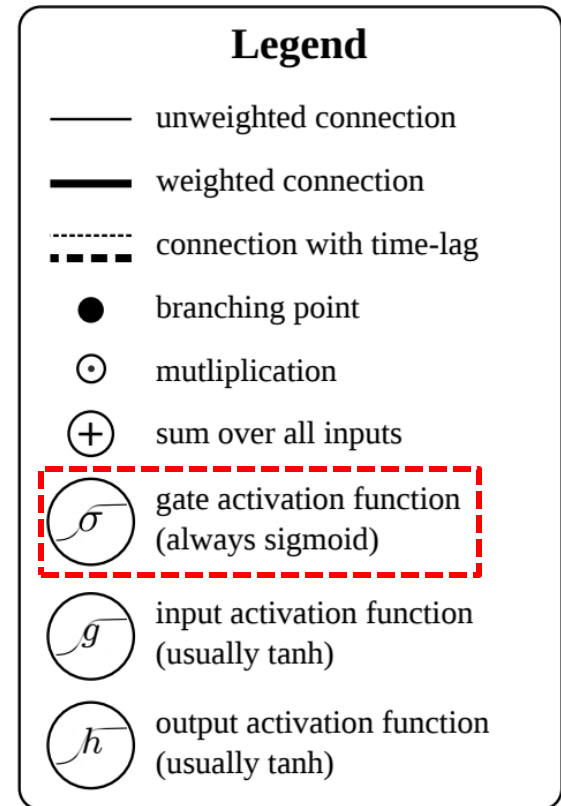 Legend
unweighted connection
weighted connection
connection with time-lag
branching point
mutliplication
sum over all inputs
σ gate activation function
(always sigmoid)
g input activation function
(usually tanh)
h output activation function
(usually tanh)